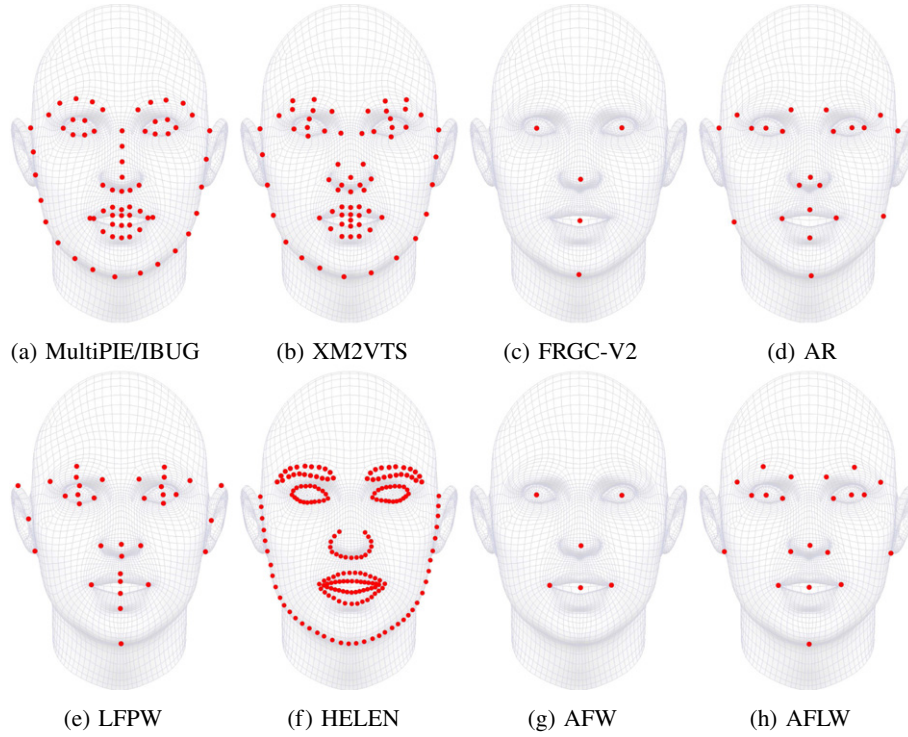 (a) MultiPIE/IBUG (b) XM2VTS (c) FRGC-V2 (d) AR
(e) LFPW (f) HELEN (g) AFW (h) AFLW